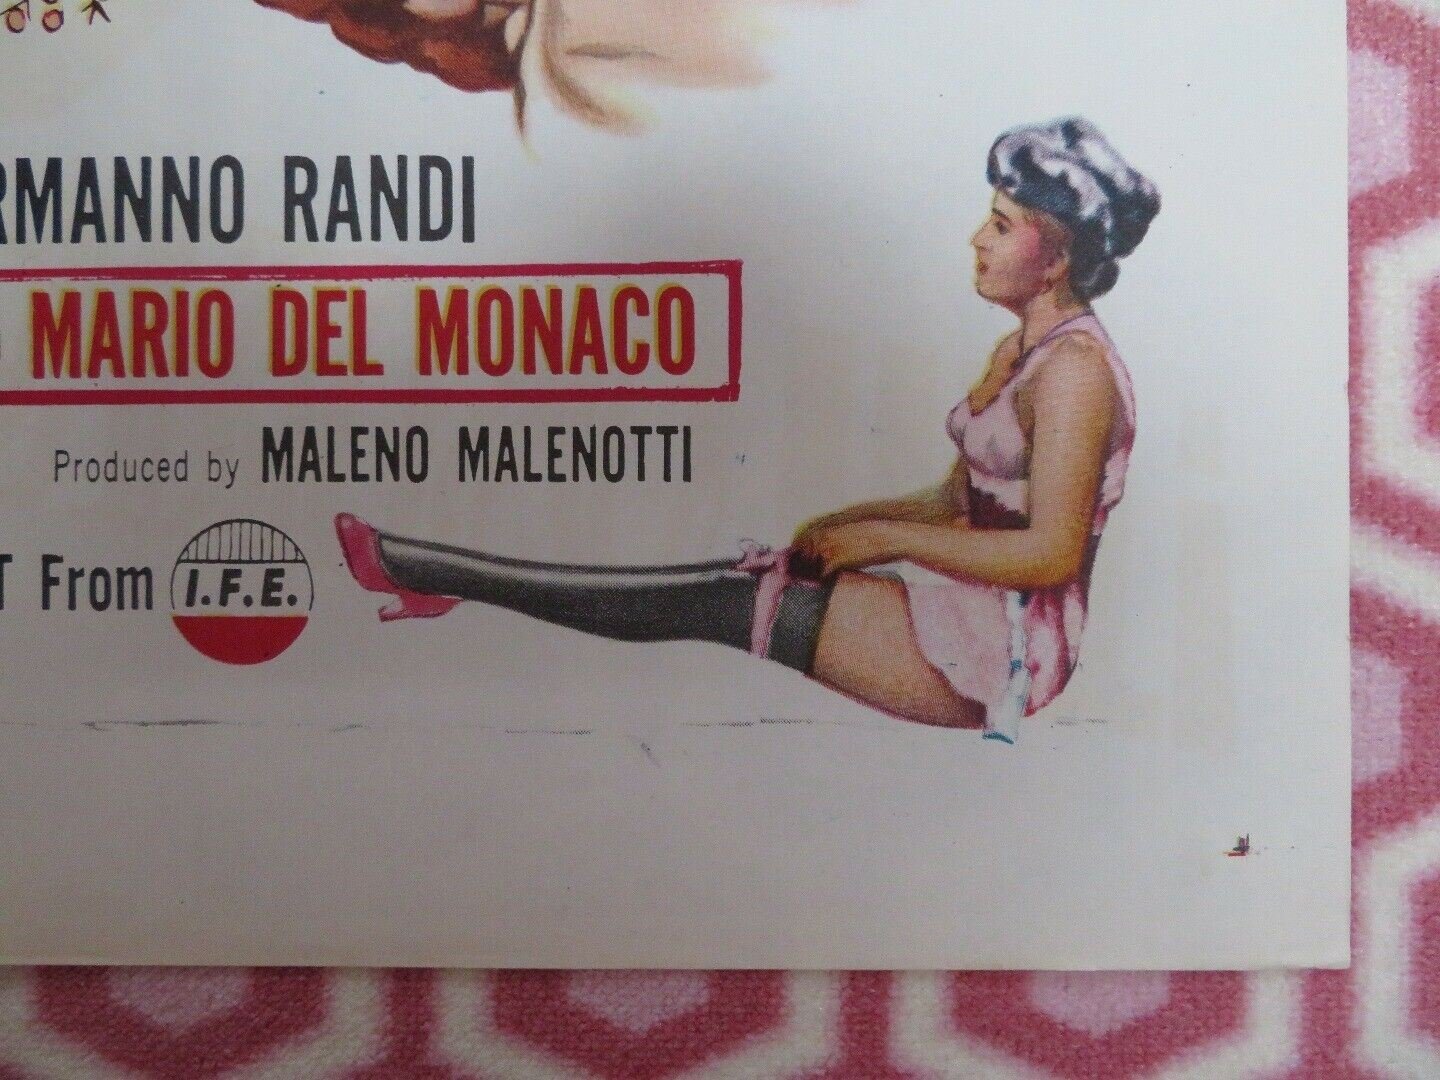 RMANNO RANDI
MARIO DEL MONACO
Produced by MALENO MALENOTTI
T From I.F.E.